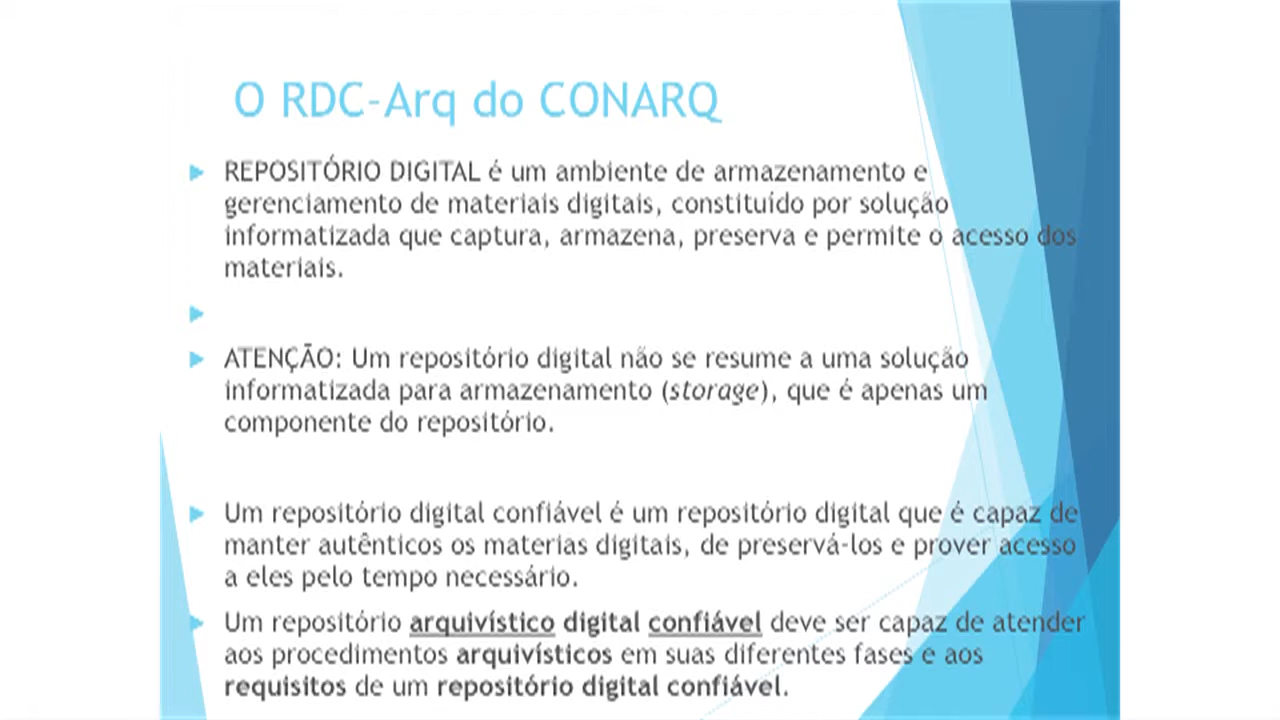 O RDC-Arq do CONARQ
REPOSITÓRIO DIGITAL é um ambiente de armazenamento e
gerenciamento de materiais digitais, constituído por solução
informatizada que captura, armazena, preserva e permite o acesso dos
materiais.
ATENÇÃO: Um repositório digital não se resume a uma solução
informatizada para armazenamento (storage), que é apenas um
componente do repositório.
Um repositório digital confiável é um repositório digital que é capaz de
manter autênticos os materias digitais, de preservá-los e prover acesso
a eles pelo tempo necessário.
Um repositório arquivístico digital confiável deve ser capaz de atender
aos procedimentos arquivísticos em suas diferentes fases e aos
requisitos de um repositório digital confiável.